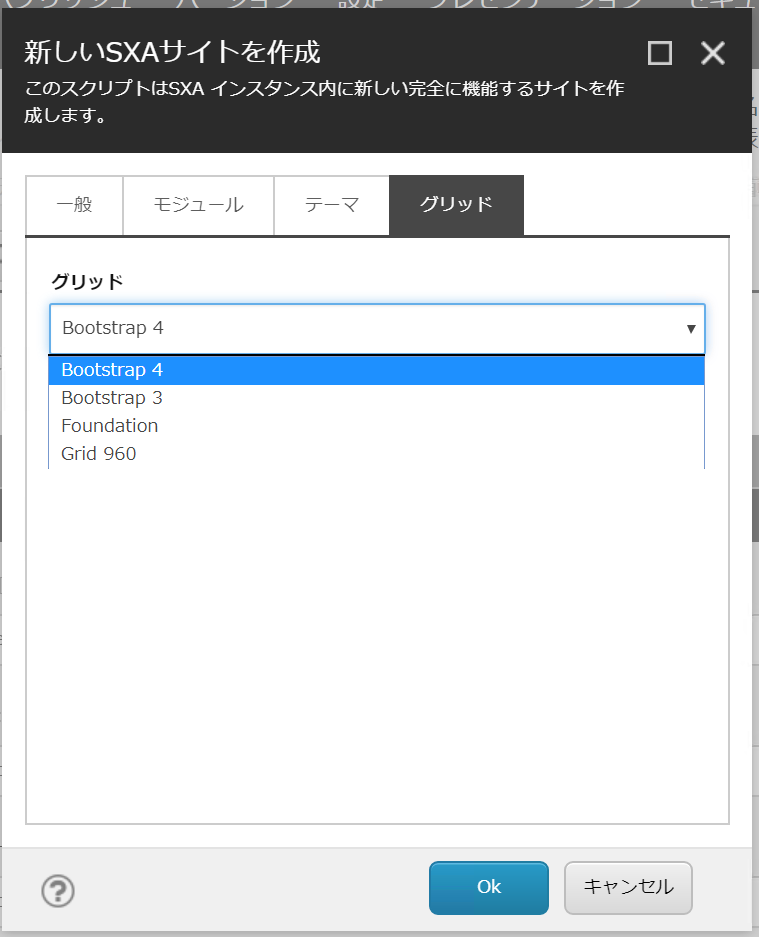 新しいSXAサイトを作成
このスクリプトはSXA インスタンス内に新しい完全に機能するサイトを作
成します。
一般 モジュール テーマ グリッド
グリッド
Bootstrap 4
Bootstrap 4
Bootstrap 3
Foundation
Grid 960
Ok キャンセル